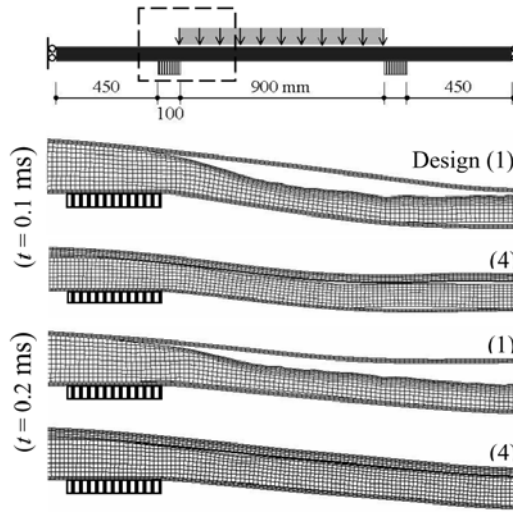 450
900 mm
450
100
Design (1)
(t = 0.1 ms)
(4)
(1)
(t = 0.2 ms)
(4)